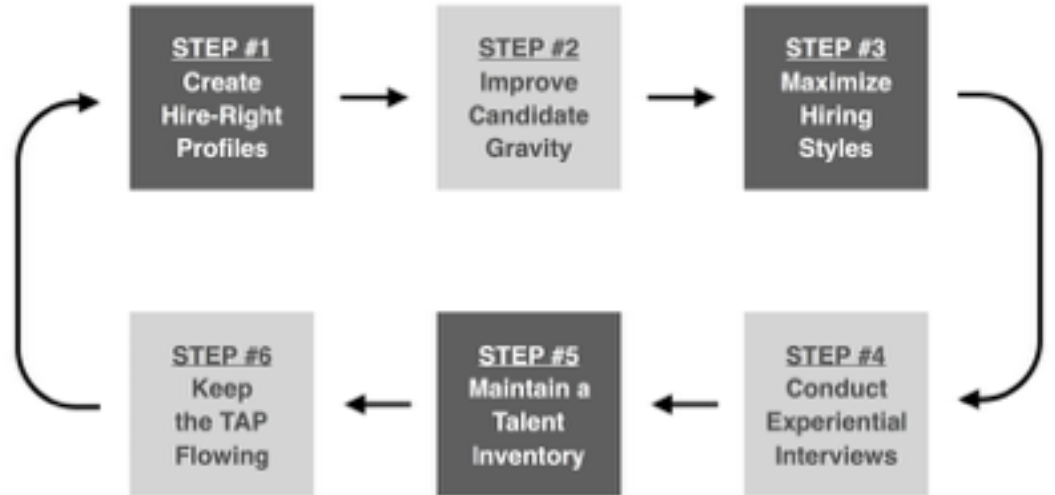 STEP #1
Create
Hire-Right
Profiles
STEP #2
Improve
Candidate
Gravity
STEP #3
Maximize
Hiring
Styles
STEP #4
Conduct
Experiential
Interviews
STEP #5
Maintain a
Talent
Inventory
STEP #6
Keep
the TAP
Flowing